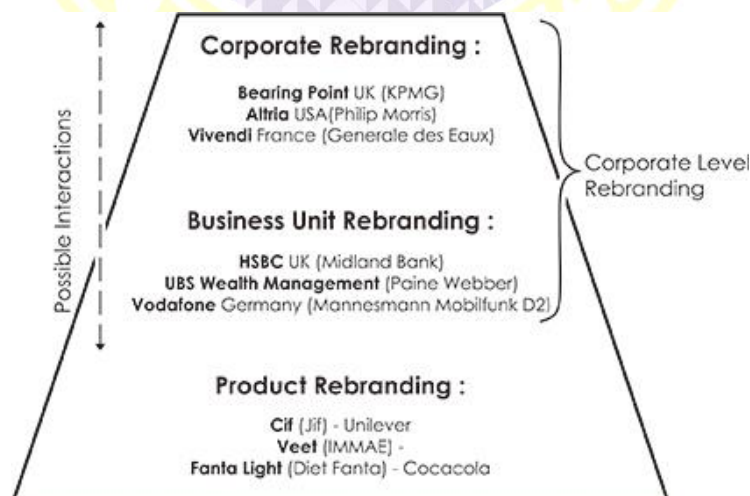 Corporate Rebranding :
Bearing Point UK (KPMG)
Altria USA(Philip Morris)
Vivendi France (Generale des Eaux)
Possible Interactions
Corporate Level
Rebranding
Business Unit Rebranding :
HSBC UK (Midland Bank)
UBS Wealth Management (Paine Webber)
Vodafone Germany (Mannesmann Mobilfunk D2)
Product Rebranding :
Cif (Jif) - Unilever
Veet (IMMAE) -
Fanta Light (Diet Fanta) - Cocacola